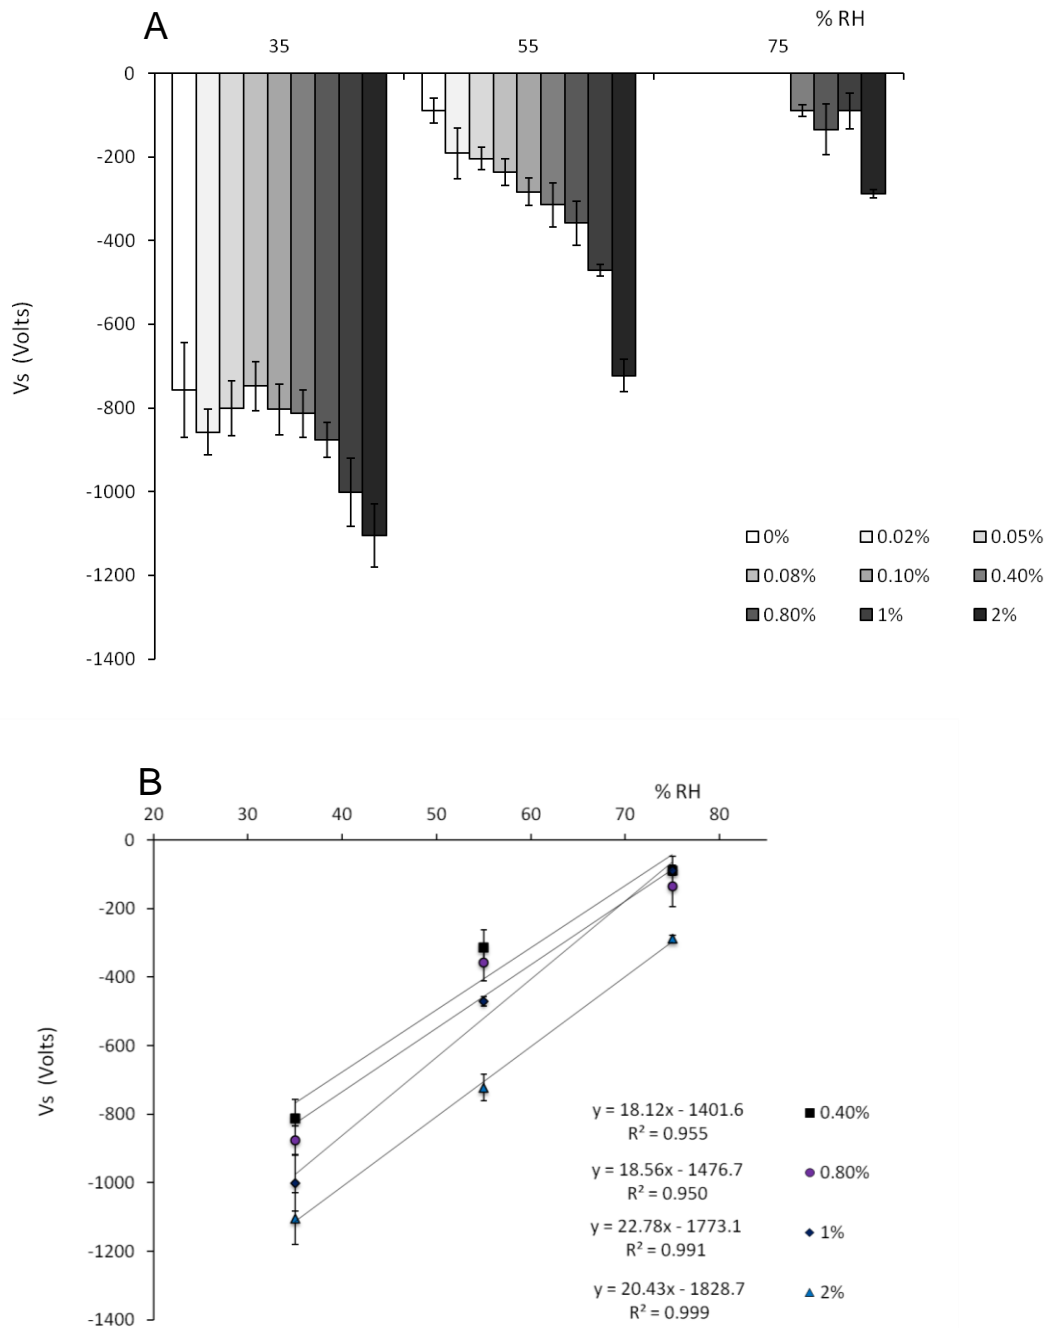 A
% RH
35 55 75
0
-200
-400
-600
-800
-1000
-1200
-1400
Vs (Volts)
0% 0.02% 0.05%
0.08% 0.10% 0.40%
0.80% 1% 2%
B
% RH
20 30 40 50 60 70 80
0
-200
-400
-600
-800
-1000
-1200
-1400
Vs (Volts)
y = 18.12x - 1401.6
R² = 0.955
0.40%
y = 18.56x - 1476.7
R² = 0.950
0.80%
y = 22.78x - 1773.1
R² = 0.991
1%
y = 20.43x - 1828.7
R² = 0.999
2%